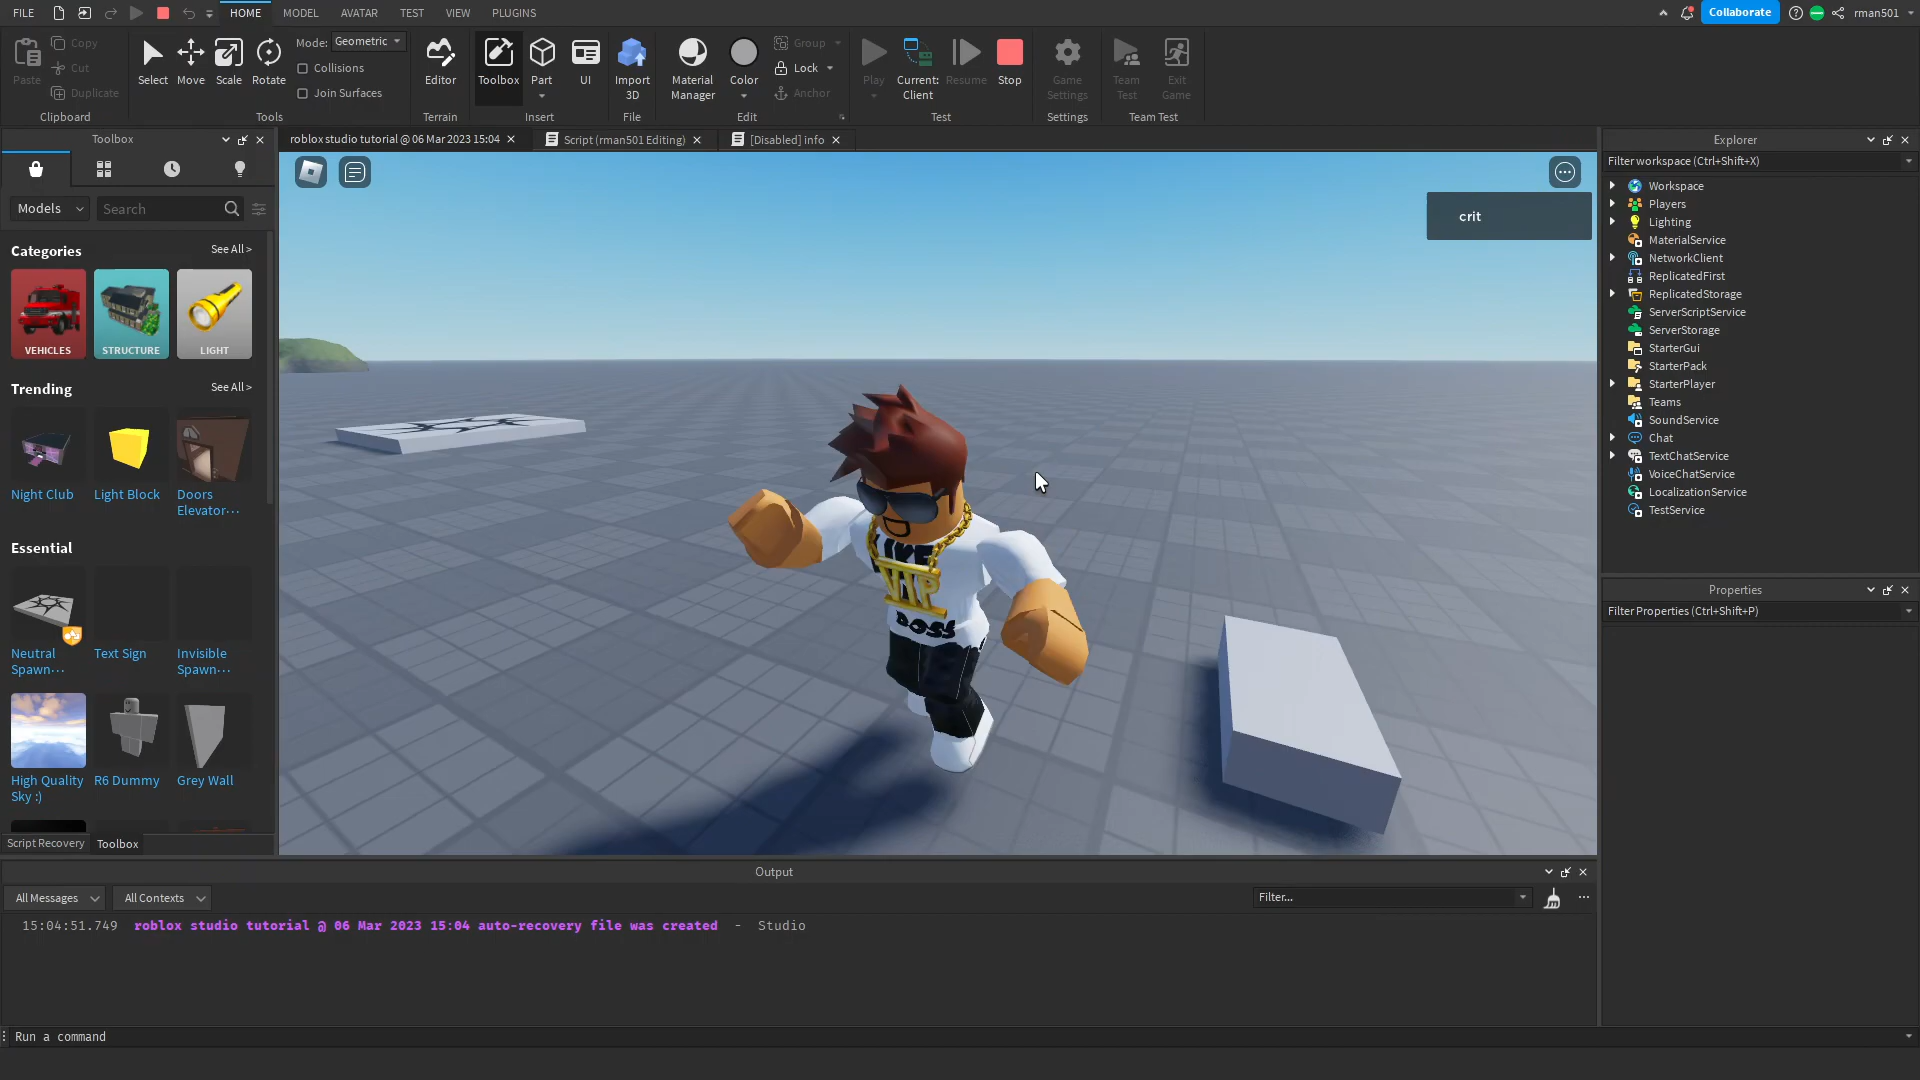 FILE HOME MODEL AVATAR TEST VIEW PLUGINS Collaborate rman501
Paste Copy Cut Duplicate
Clipboard
Select Move Scale Rotate Mode: Geometric
Collisions
Join Surfaces
Tools
Editor
Terrain
Toolbox Part UI
Insert
Import
3D
File
Material
Manager
Color
Group
Lock
Anchor
Edit
Play Current:
Client
Resume Stop
Test
Game
Settings
Settings
Team
Test
Exit
Game
Team Test
Toolbox
roblox studio tutorial @ 06 Mar 2023 15:04
Script (rman501 Editing)
[Disabled] info
Models Search
Categories See All >
VEHICLES STRUCTURE LIGHT
Trending See All >
Night Club Light Block Doors
Elevator···
Essential
Neutral
Spawn···
Text Sign
Invisible
Spawn···
High Quality
Sky :)
R6 Dummy Grey Wall
Script Recovery Toolbox
crit
LIKE
VIP
BOSS
Explorer
Filter workspace (Ctrl+Shift+X)
Workspace
Players
Lighting
MaterialService
NetworkClient
ReplicatedFirst
ReplicatedStorage
ServerScriptService
ServerStorage
StarterGui
StarterPack
StarterPlayer
Teams
SoundService
Chat
TextChatService
VoiceChatService
LocalizationService
TestService
Properties
Filter Properties (Ctrl+Shift+P)
Output
All Messages All Contexts Filter...
15:04:51.749 roblox studio tutorial @ 06 Mar 2023 15:04 auto-recovery file was created - Studio
Run a command